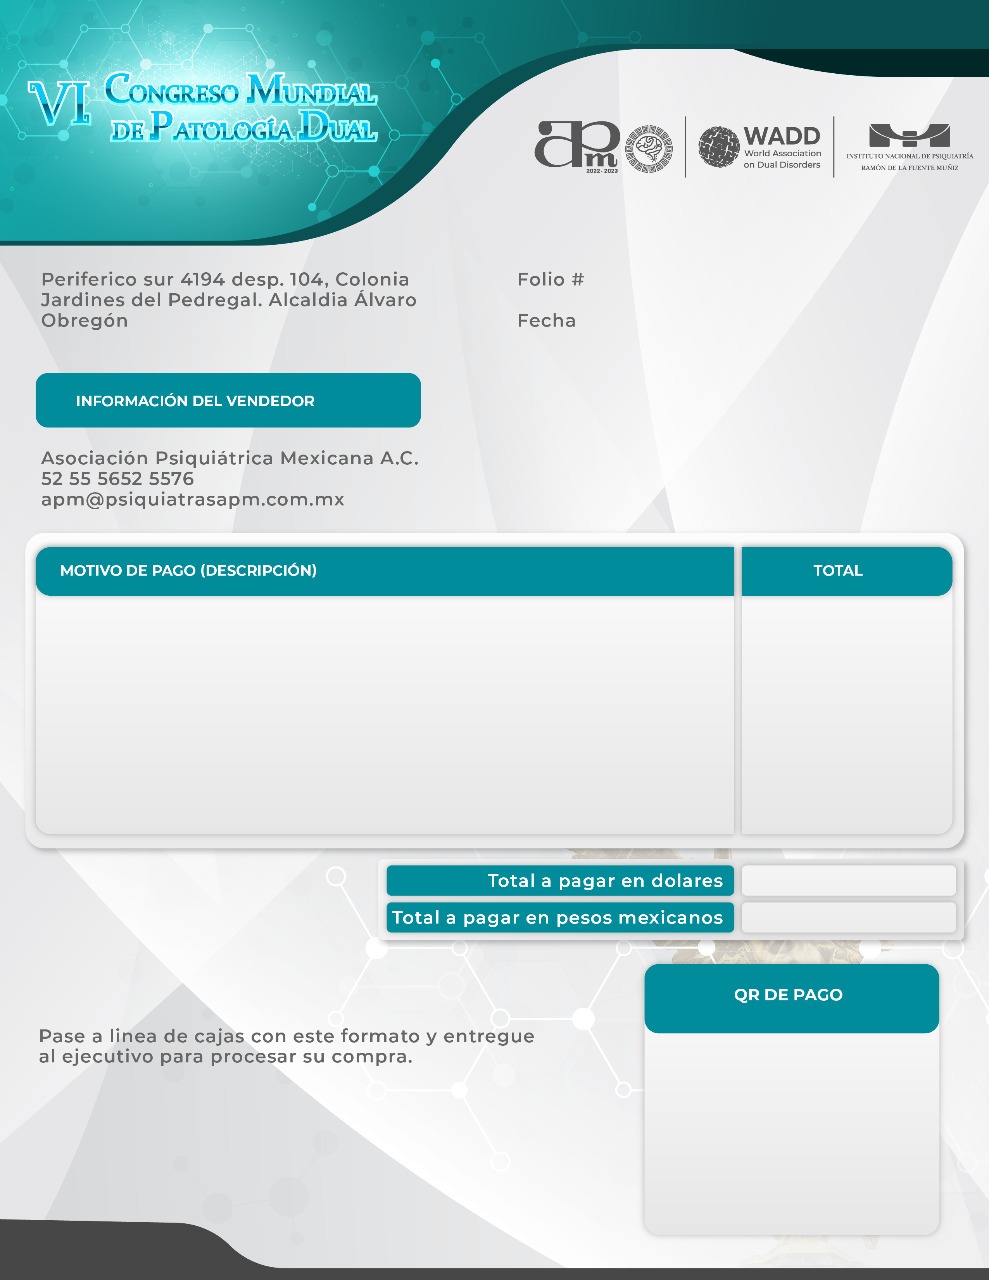 VI CONGRESO MUNDIAL
DE PATOLOGÍA DUAL
apm
2022-2023
WADD
World Association
on Dual Disorders
INSTITUTO NACIONAL DE PSIQUIATRÍA
RAMÓN DE LA FUENTE MUÑIZ
Periferico sur 4194 desp. 104, Colonia
Jardines del Pedregal. Alcaldia Álvaro
Obregón
Folio #
Fecha
INFORMACIÓN DEL VENDEDOR
Asociación Psiquiátrica Mexicana A.C.
52 55 5652 5576
apm@psiquiatrasapm.com.mx
MOTIVO DE PAGO (DESCRIPCIÓN)
TOTAL
Total a pagar en dolares
Total a pagar en pesos mexicanos
QR DE PAGO
Pase a linea de cajas con este formato y entregue
al ejecutivo para procesar su compra.